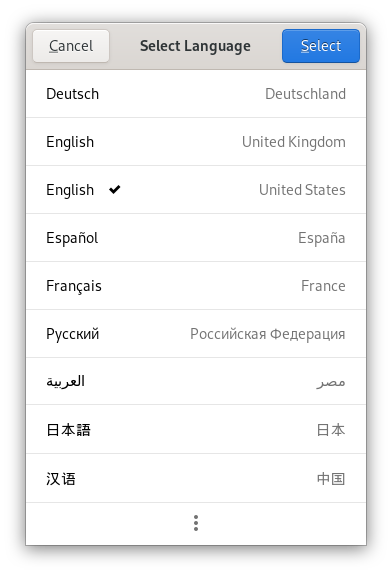 Cancel Select Language Select
Deutsch Deutschland
English United Kingdom
English United States
Español España
Français France
Русский Российская Федерация
العربية مصر
日本語 日本
汉语 中国